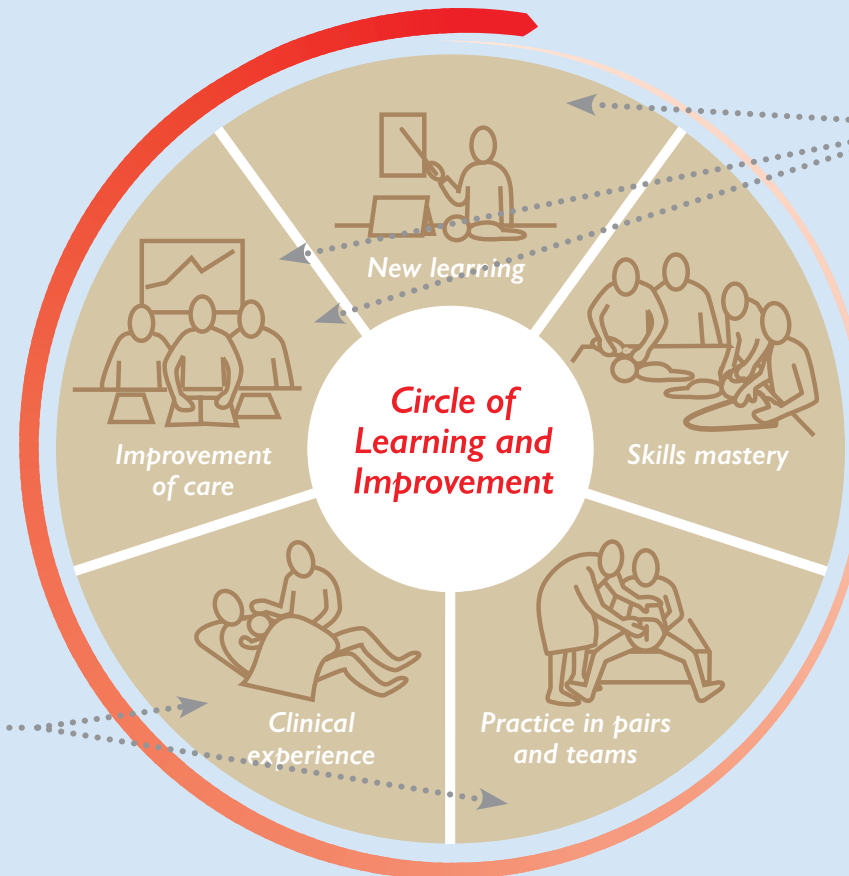 New learning
Circle of
Learning and
Improvement
Improvement
of care
Skills mastery
Clinical
experience
Practice in pairs
and teams